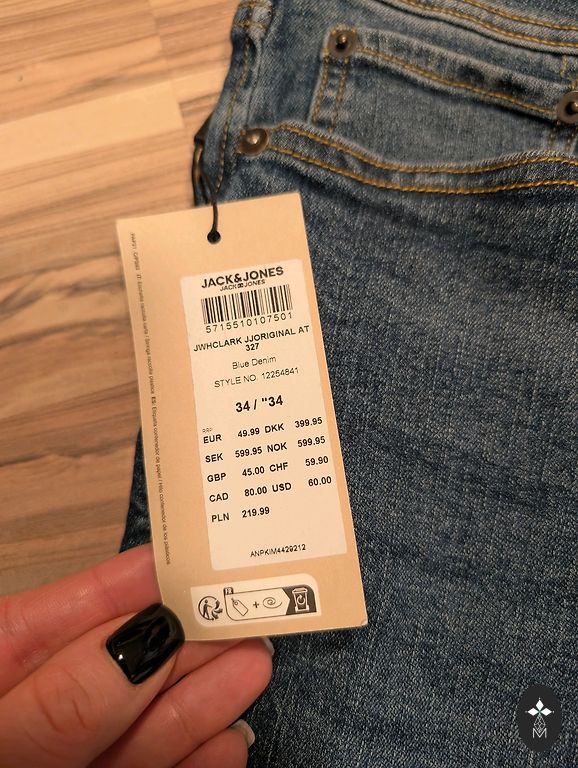 JACK&JONES
JACK&JONES
5715510107501
JWHCLARK JJORIGINAL AT
327
Blue Denim
STYLE NO. 12254841
34 / "34
RRP
EUR 49.99 DKK 399.95
SEK 599.95 NOK 599.95
GBP 45.00 CHF 59.90
CAD 80.00 USD 60.00
PLN 219.99
ANPKIM4429212
FR
+
M